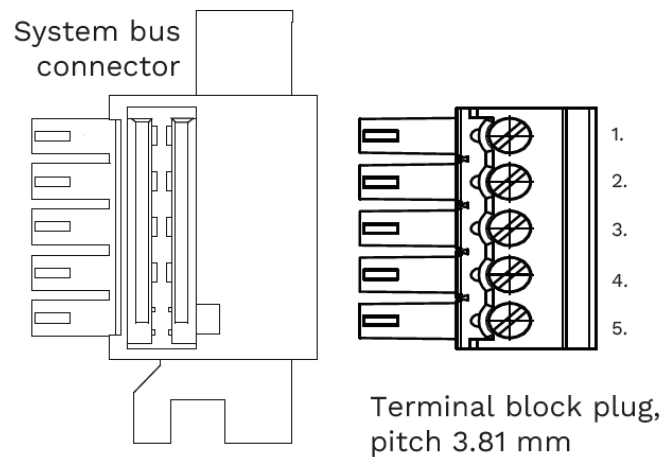 System bus
connector
1.
2.
3.
4.
5.
Terminal block plug,
pitch 3.81 mm